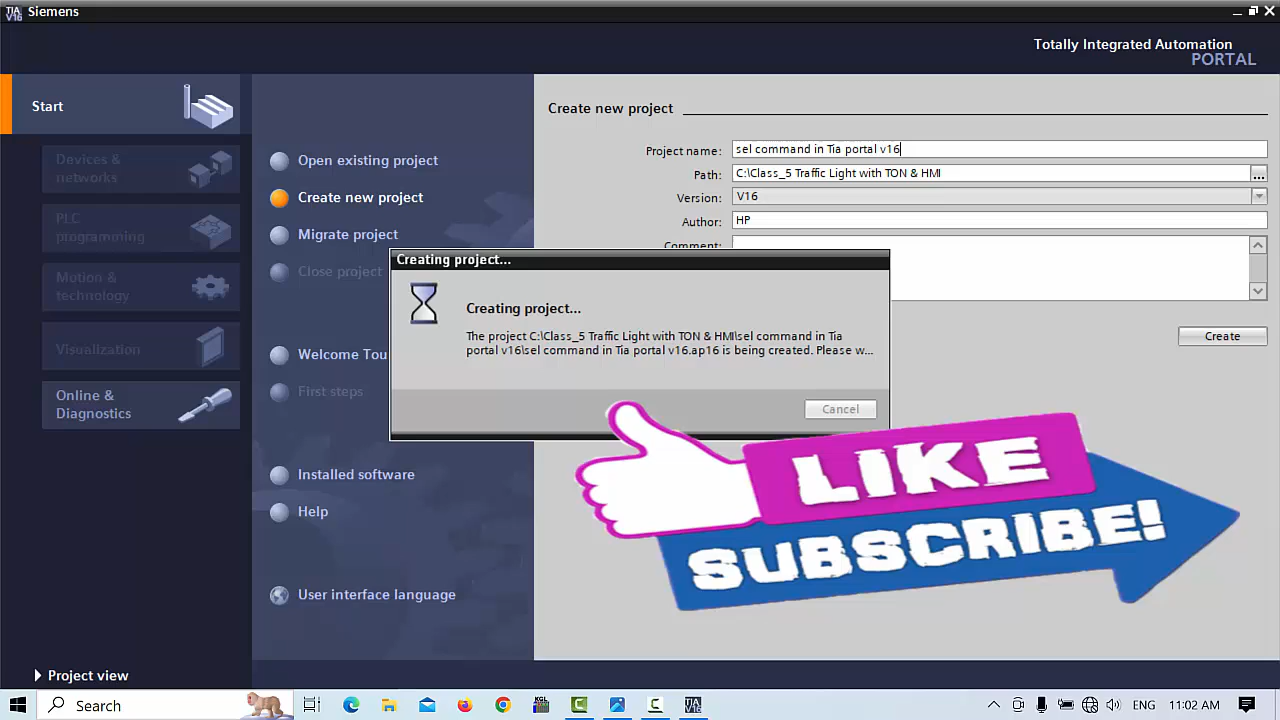 TIA
V16
Siemens
Totally Integrated Automation
PORTAL
Start
Devices &
networks
PLC
programming
Motion &
technology
Visualization
Online &
Diagnostics
Project view
Open existing project
Create new project
Migrate project
Close project
Welcome Tou
First steps
Installed software
Help
User interface language
Create new project
Project name: sel command in Tia portal v16
Path: C:\Class_5 Traffic Light with TON & HMI
...
Version: V16
Author: HP
Comment:
Create
Creating project...
Creating project...
The project C:\Class_5 Traffic Light with TON & HMI\sel command in Tia
portal v16\sel command in Tia portal v16.ap16 is being created. Please w...
Cancel
LIKE
SUBSCRIBE!
Search
KGL
TIA
V16
ENG
11:02 AM